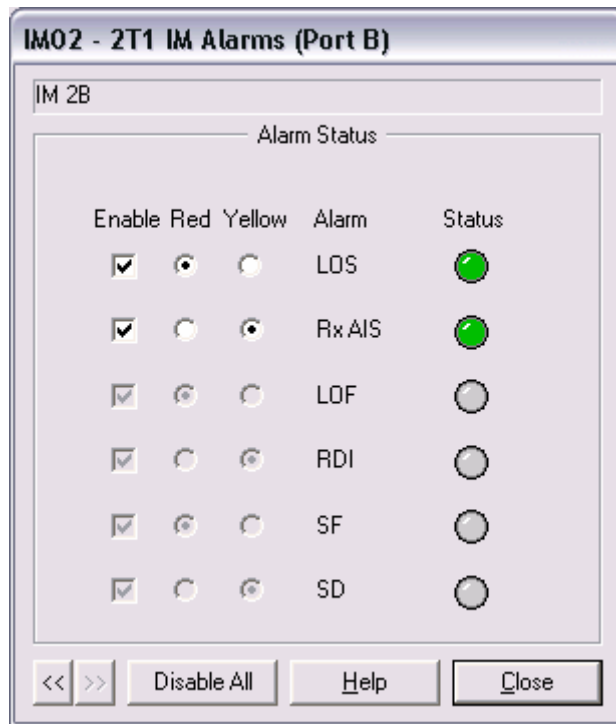 IM02 - 2T1 IM Alarms (Port B)
IM 2B
Alarm Status
Enable Red Yellow Alarm Status
LOS
Rx AIS
LOF
RDI
SF
SD
<< >> Disable All Help Close